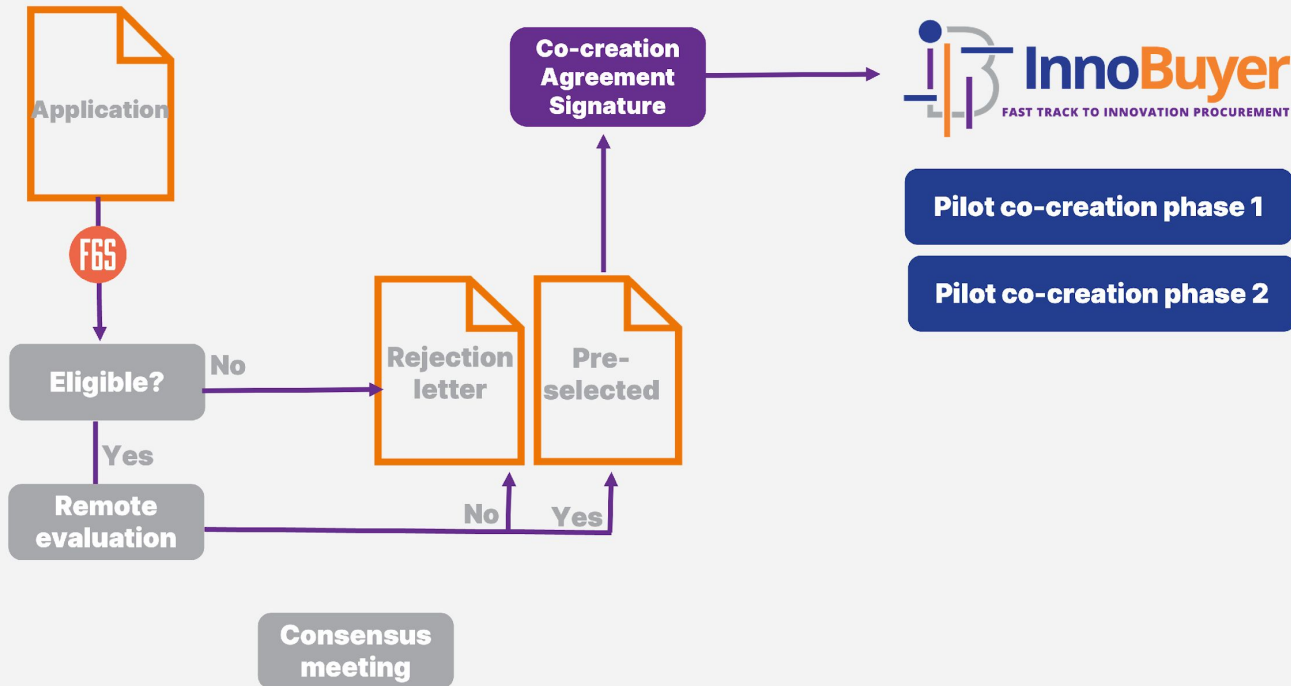 Application
F6S
Eligible?
No
Yes
Remote
evaluation
No
Yes
Rejection
letter
Pre-
selected
Consensus
meeting
Co-creation
Agreement
Signature
InnoBuyer
FAST TRACK TO INNOVATION PROCUREMENT
Pilot co-creation phase 1
Pilot co-creation phase 2